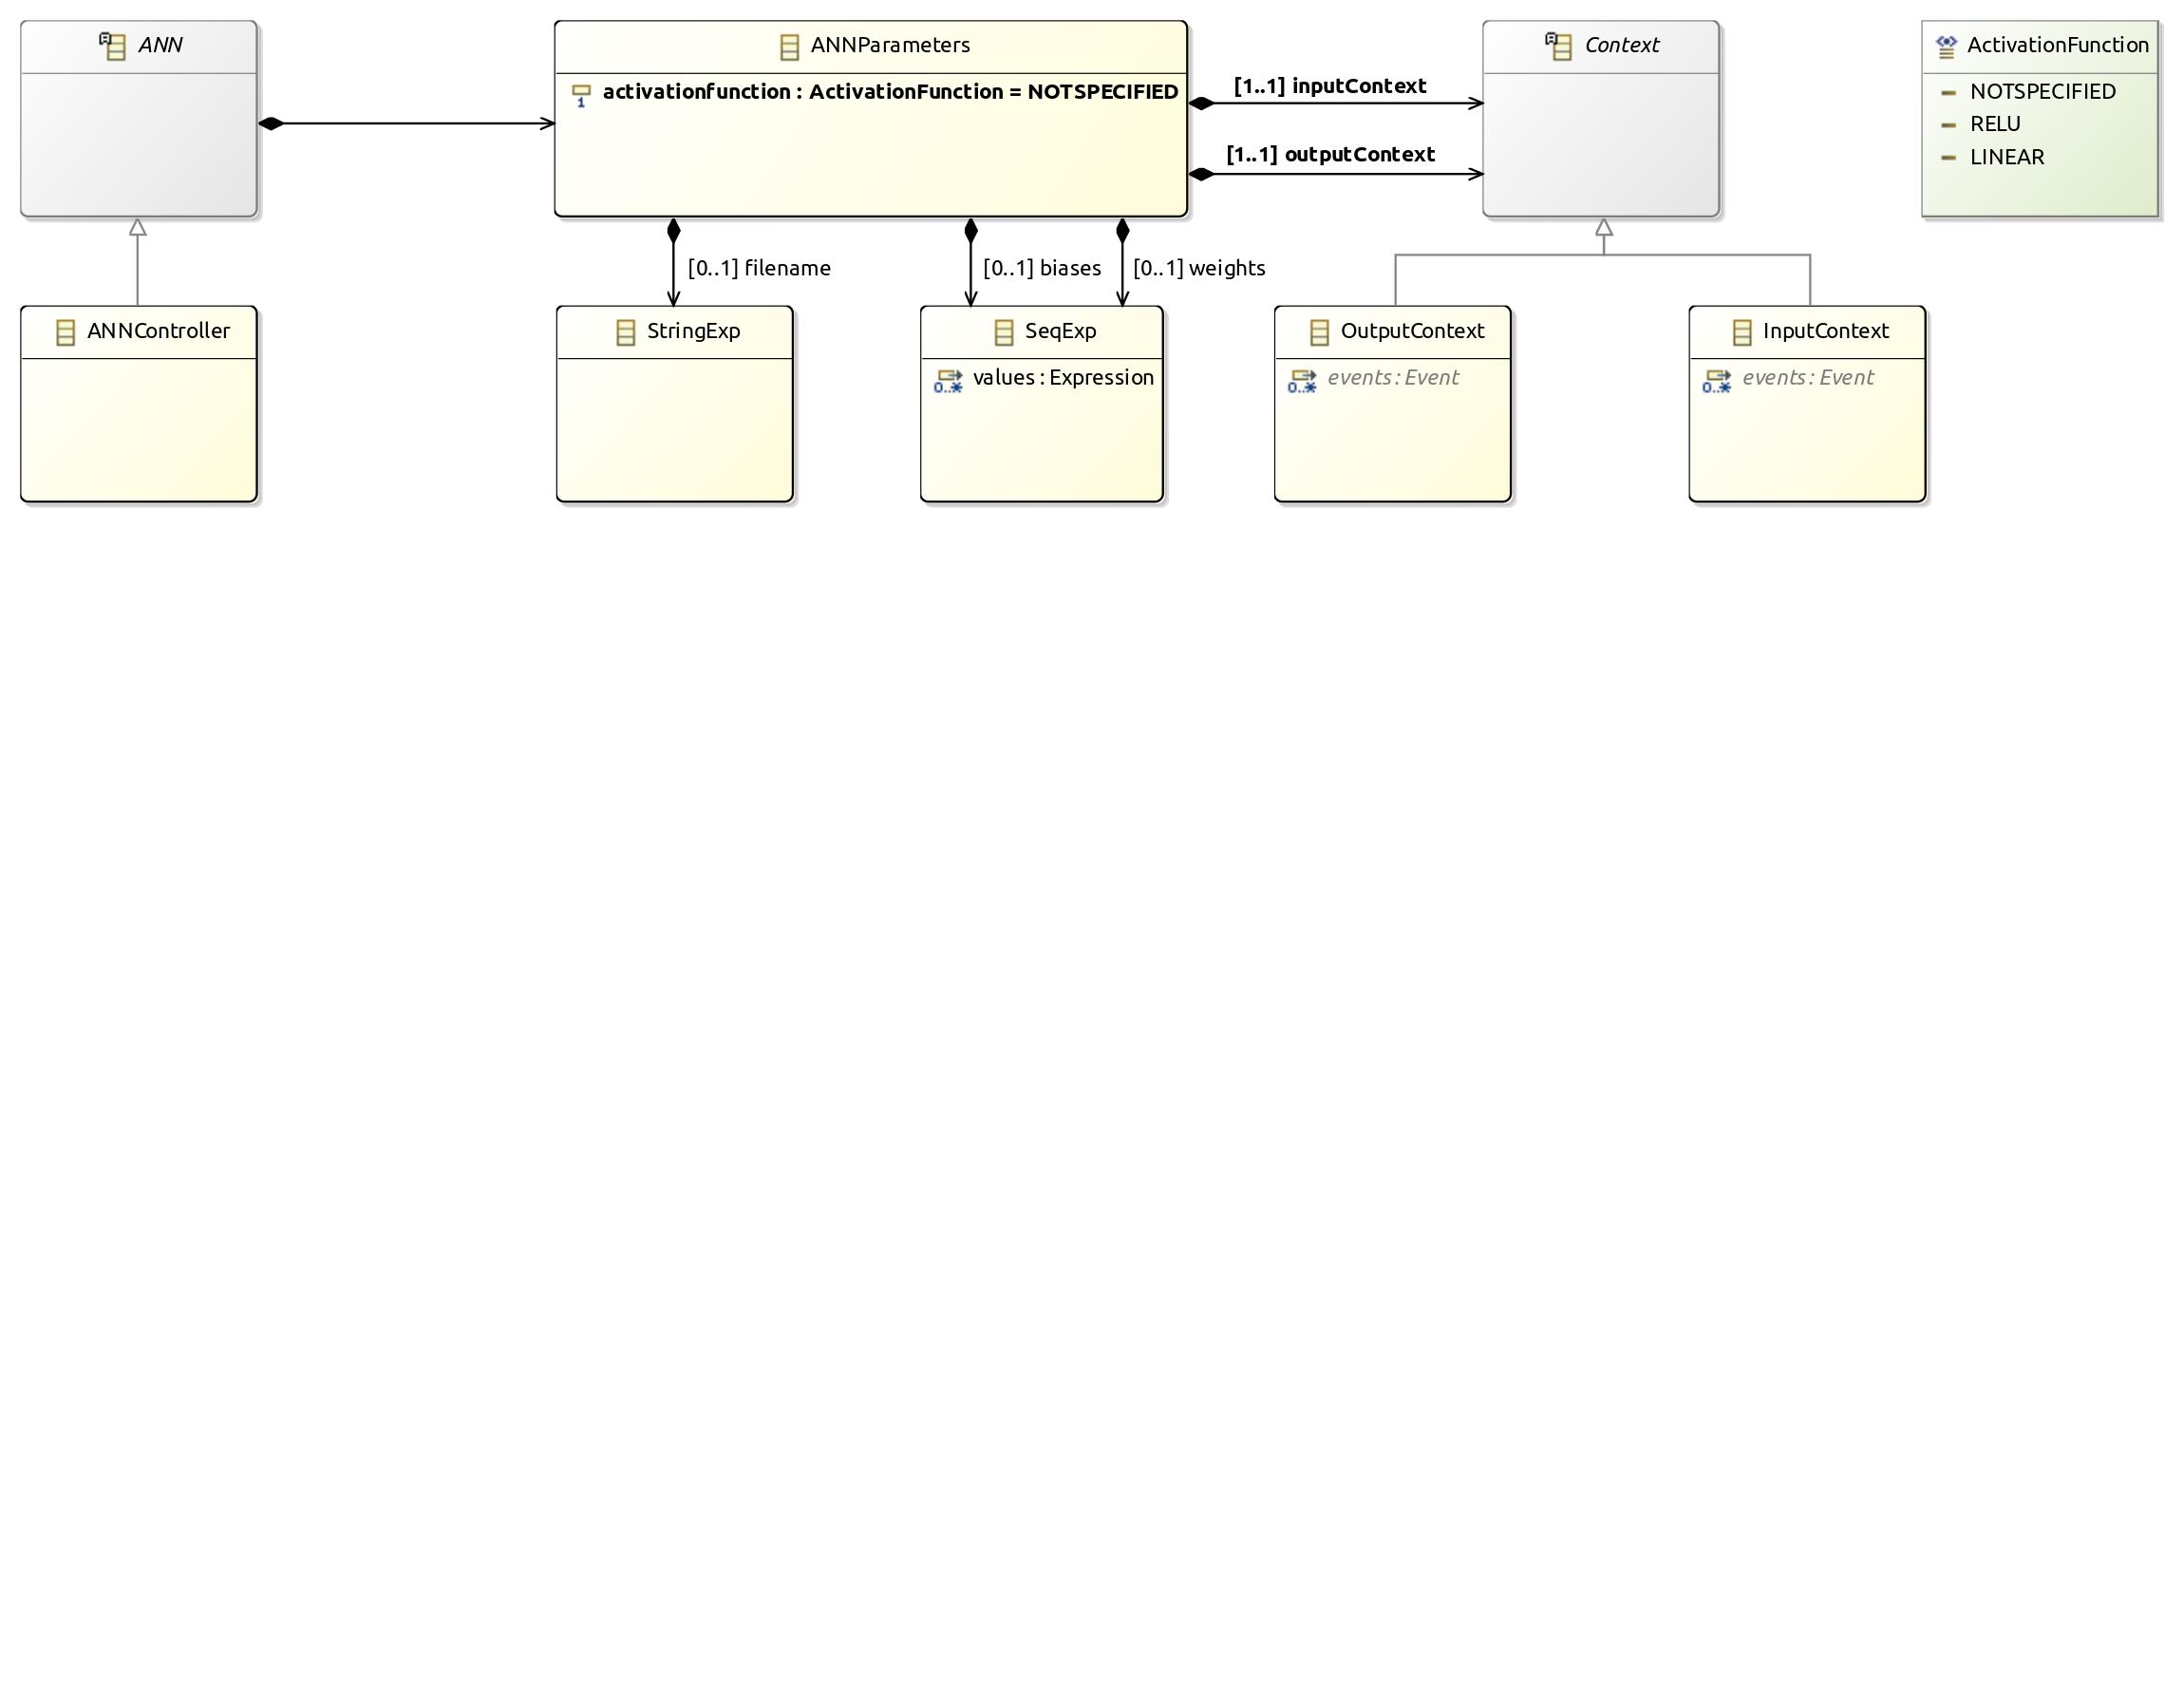 ANN
ANNParameters
activationfunction : ActivationFunction = NOTSPECIFIED
[1..1] inputContext
[1..1] outputContext
Context
ActivationFunction
NOTSPECIFIED
RELU
LINEAR
[0..1] filename
[0..1] biases
[0..1] weights
ANNController
StringExp
SeqExp
0..* values : Expression
OutputContext
0..* events : Event
InputContext
0..* events : Event
1